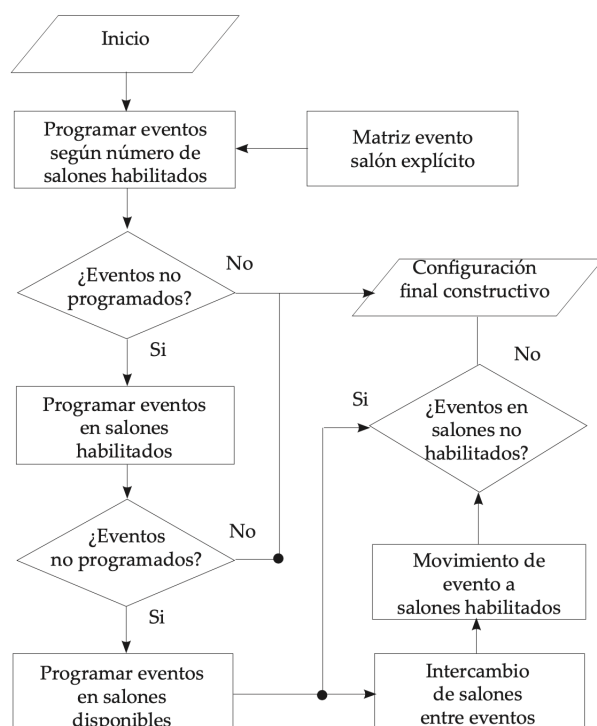 Inicio
Programar eventos
según número de
salones habilitados
Matriz evento
salón explícito
¿Eventos no
programados?
No
Configuración
final constructivo
Si
No
Programar eventos
en salones
habilitados
Si
¿Eventos en
salones no
habilitados?
¿Eventos
no programados?
No
Movimiento de
evento a
salones habilitados
Si
Programar eventos
en salones
disponibles
Intercambio
de salones
entre eventos